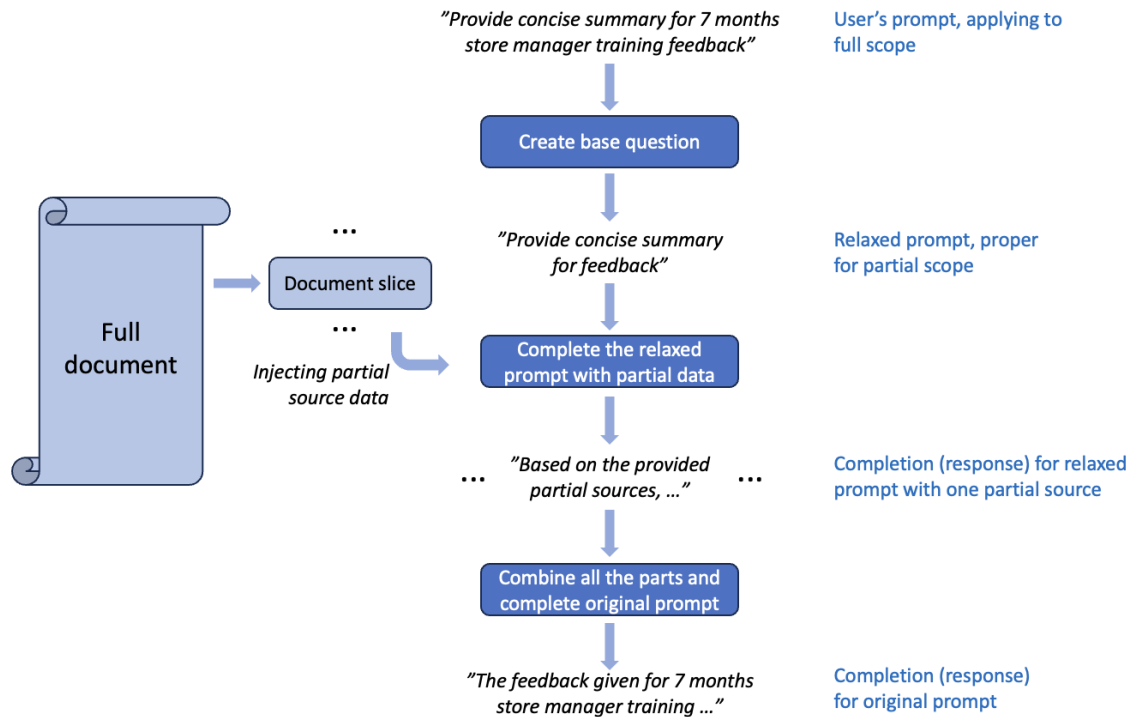 ”Provide concise summary for 7 months
store manager training feedback”
User’s prompt, applying to
full scope
Create base question
”Provide concise summary
for feedback”
Relaxed prompt, proper
for partial scope
...
Document slice
...
Full
document
Injecting partial
source data
Complete the relaxed
prompt with partial data
...
”Based on the provided
partial sources, …”
...
Completion (response) for relaxed
prompt with one partial source
Combine all the parts and
complete original prompt
”The feedback given for 7 months
store manager training …”
Completion (response)
for original prompt